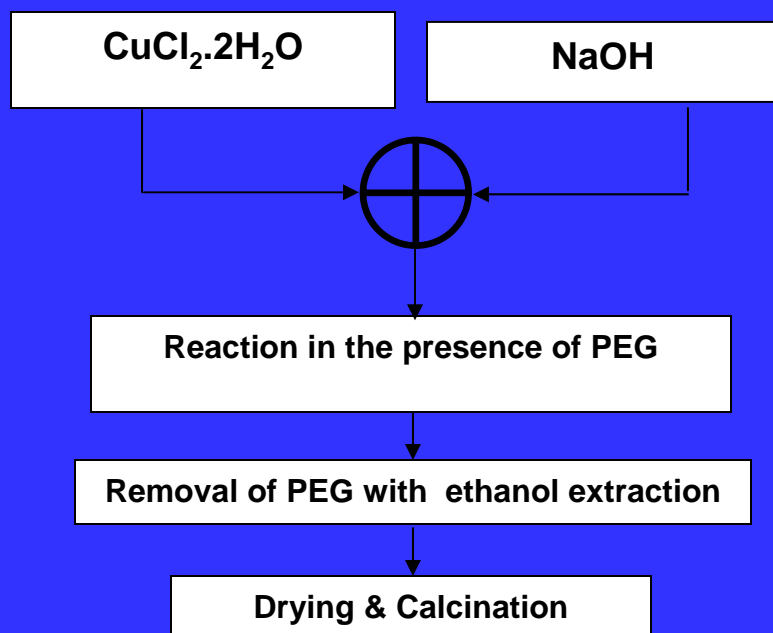 CuCl₂.2H₂O
NaOH
Reaction in the presence of PEG
Removal of PEG with ethanol extraction
Drying & Calcination